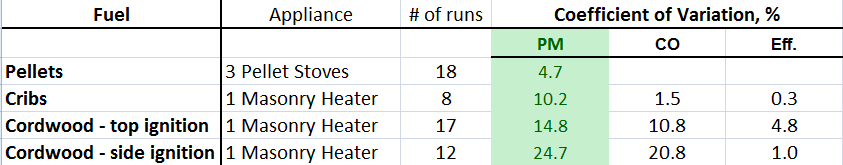 Fuel Appliance # of runs Coefficient of Variation, %
PM CO Eff.
Pellets 3 Pellet Stoves 18 4.7
Cribs 1 Masonry Heater 8 10.2 1.5 0.3
Cordwood - top ignition 1 Masonry Heater 17 14.8 10.8 4.8
Cordwood - side ignition 1 Masonry Heater 12 24.7 20.8 1.0